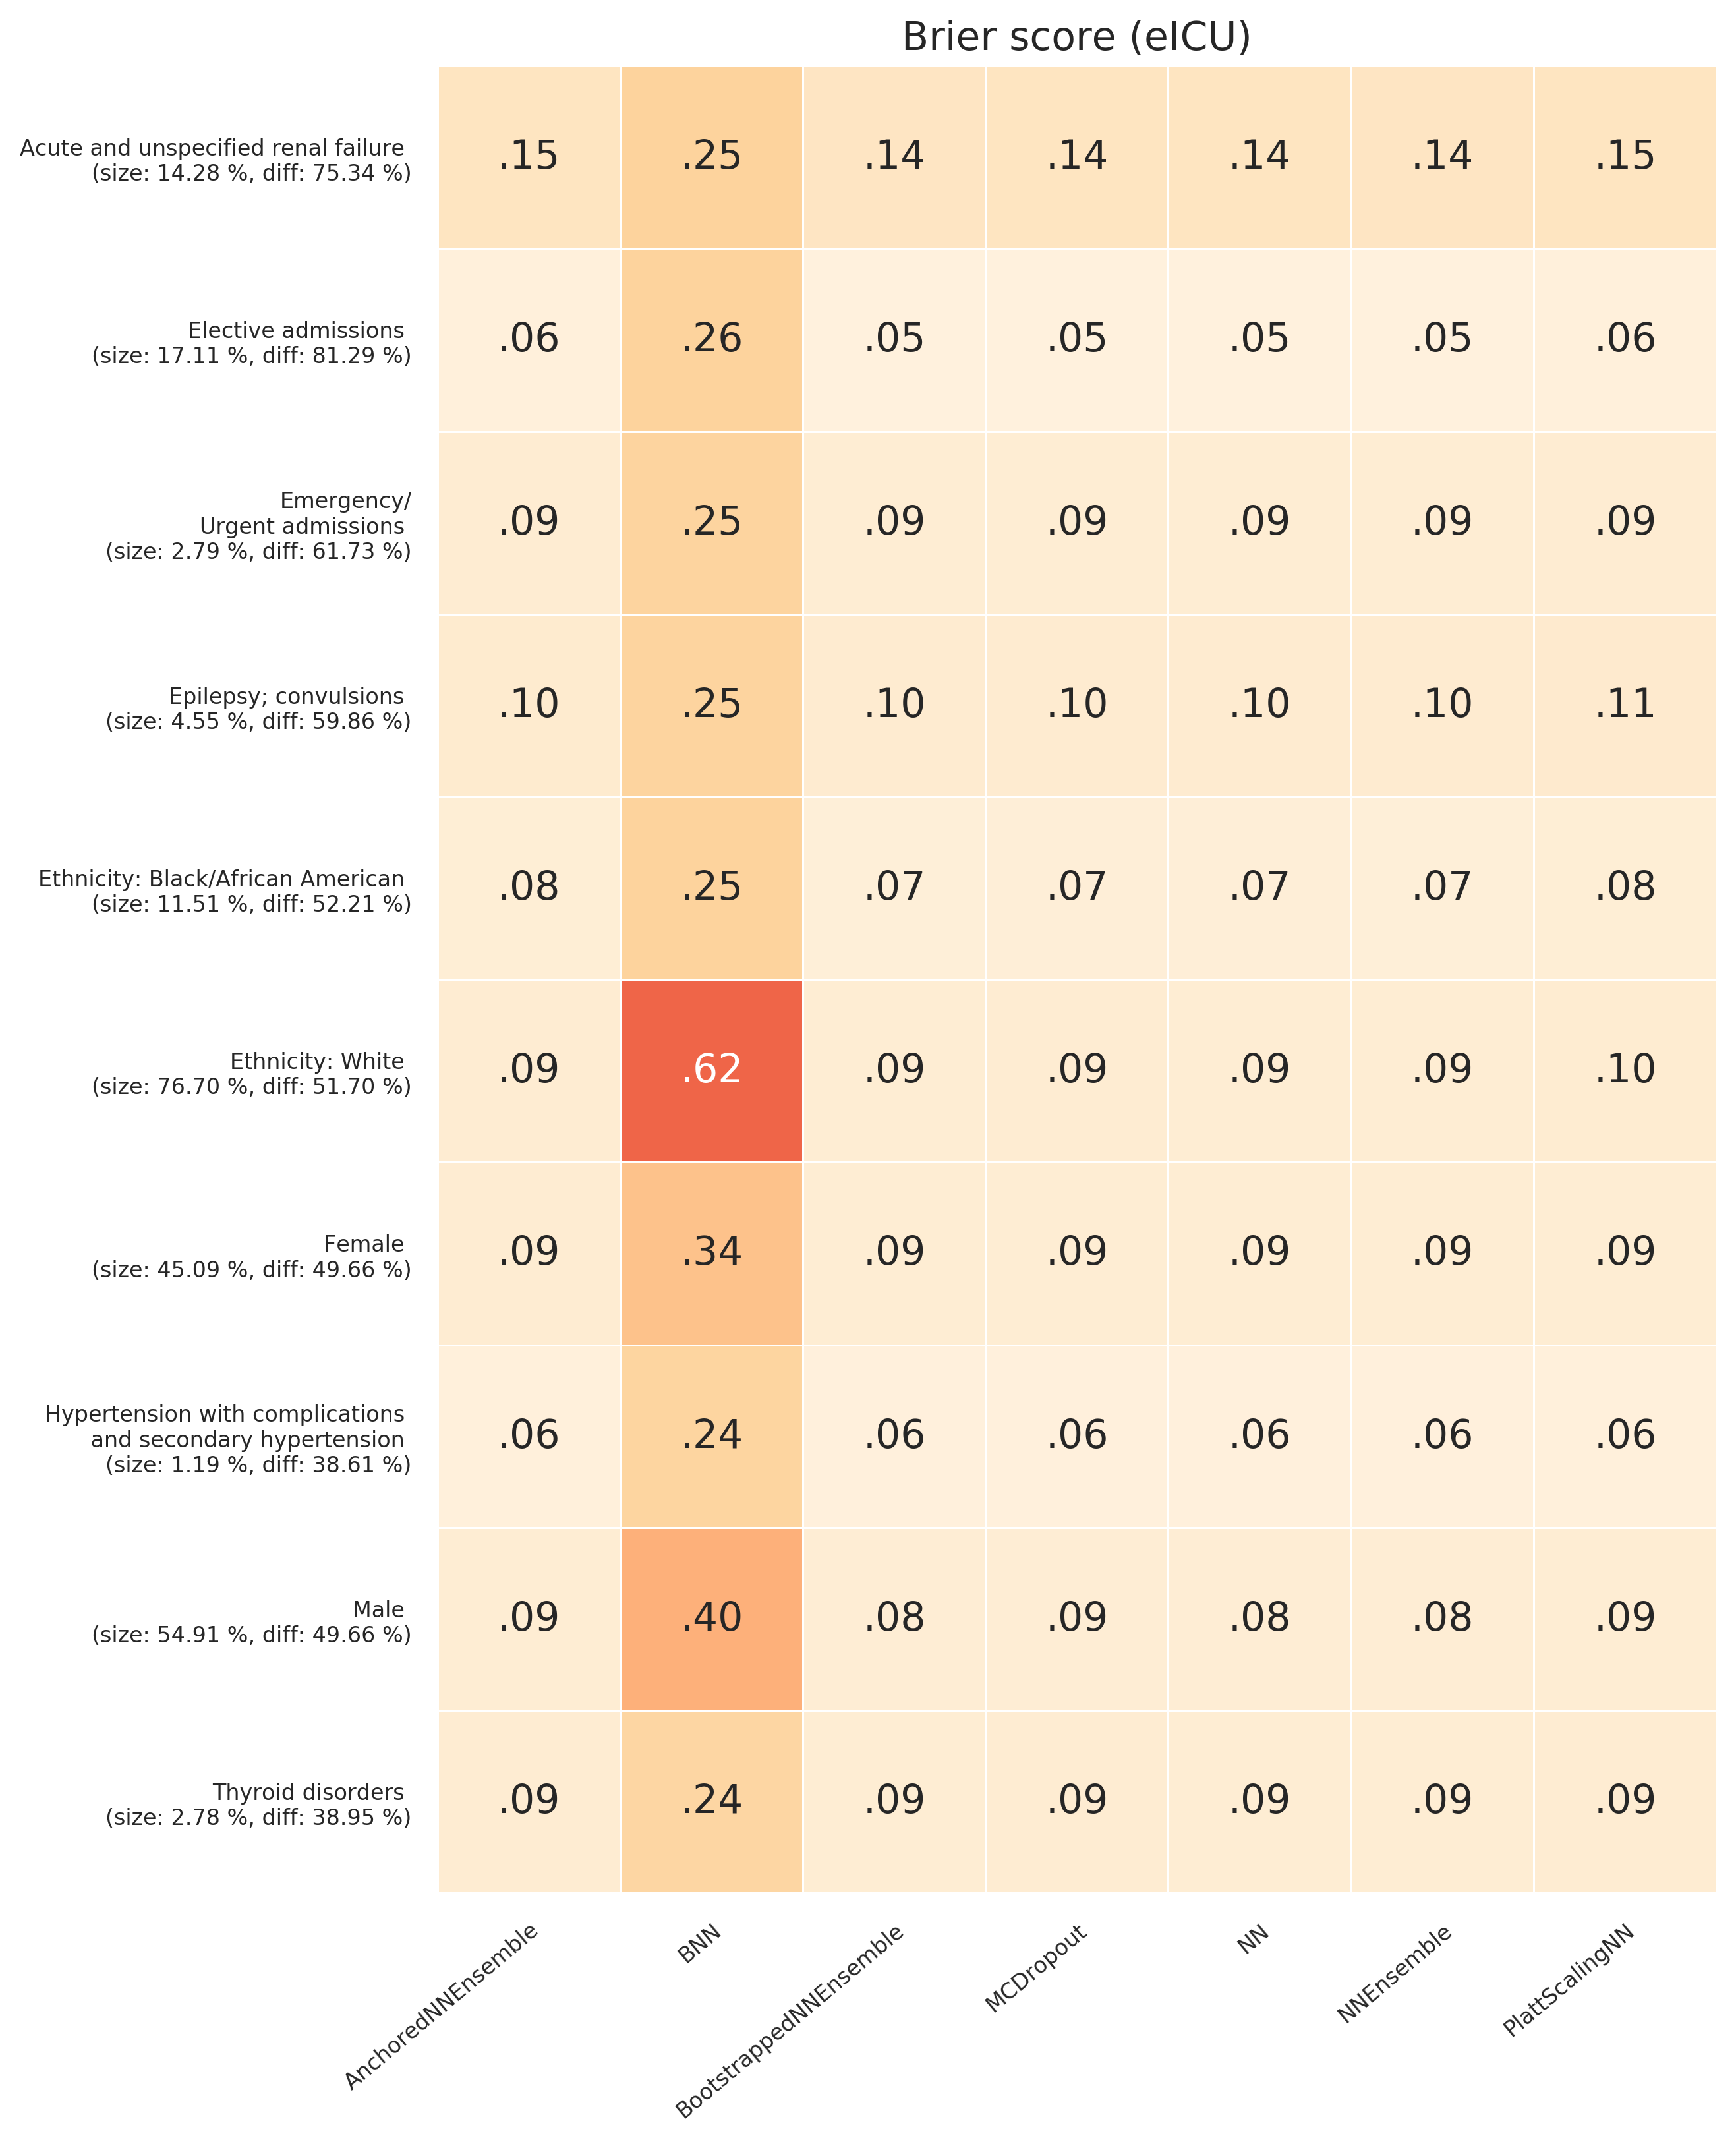 Brier score (eICU)
Acute and unspecified renal failure
(size: 14.28 %, diff: 75.34 %)
.15 .25 .14 .14 .14 .14 .15
Elective admissions
(size: 17.11 %, diff: 81.29 %)
.06 .26 .05 .05 .05 .05 .06
Emergency/
Urgent admissions
(size: 2.79 %, diff: 61.73 %)
.09 .25 .09 .09 .09 .09 .09
Epilepsy; convulsions
(size: 4.55 %, diff: 59.86 %)
.10 .25 .10 .10 .10 .10 .11
Ethnicity: Black/African American
(size: 11.51 %, diff: 52.21 %)
.08 .25 .07 .07 .07 .07 .08
Ethnicity: White
(size: 76.70 %, diff: 51.70 %)
.09 .62 .09 .09 .09 .09 .10
Female
(size: 45.09 %, diff: 49.66 %)
.09 .34 .09 .09 .09 .09 .09
Hypertension with complications
and secondary hypertension
(size: 1.19 %, diff: 38.61 %)
.06 .24 .06 .06 .06 .06 .06
Male
(size: 54.91 %, diff: 49.66 %)
.09 .40 .08 .09 .08 .08 .09
Thyroid disorders
(size: 2.78 %, diff: 38.95 %)
.09 .24 .09 .09 .09 .09 .09
AnchoredNNEnsemble
BNN
BootstrappedNNEnsemble
MCDropout
NN
NNEnsemble
PlattScalingNN